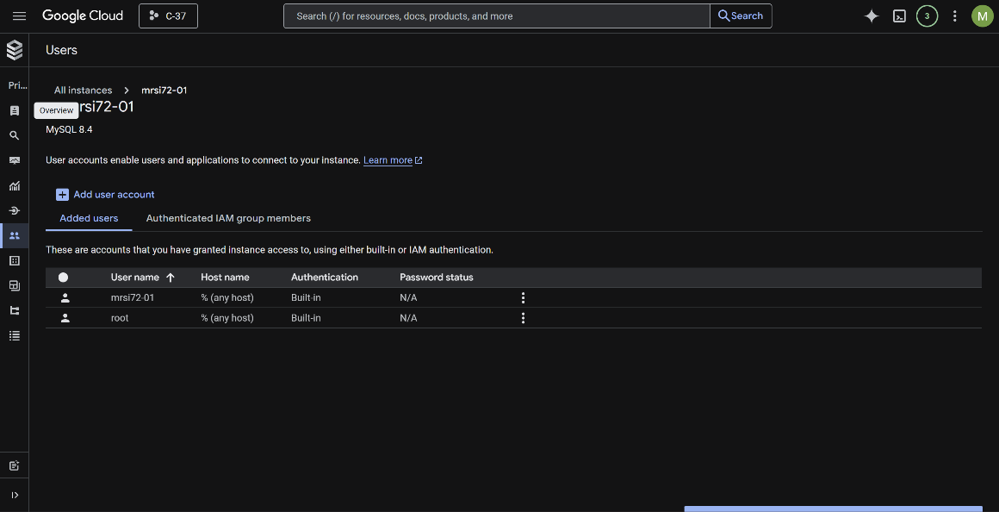 Google Cloud
C-37
Search (/) for resources, docs, products, and more
Search
3
M
Users
Pri...
All instances
mrsi72-01
Overview
rsi72-01
MySQL 8.4
User accounts enable users and applications to connect to your instance. Learn more
Add user account
Added users
Authenticated IAM group members
These are accounts that you have granted instance access to, using either built-in or IAM authentication.
User name Host name Authentication Password status
mrsi72-01 % (any host) Built-in N/A
root % (any host) Built-in N/A